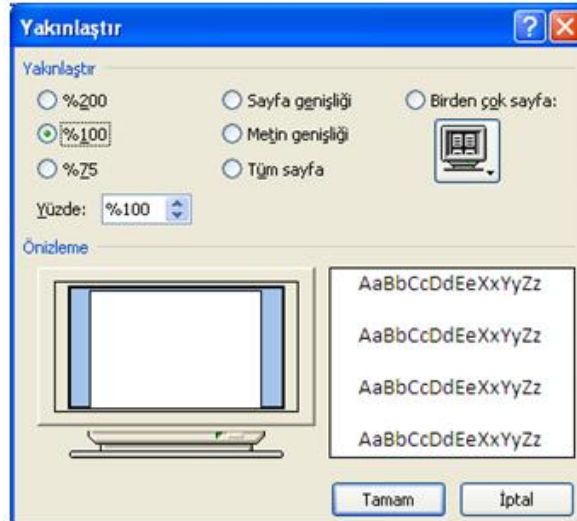 Yakınlaştır
Yakınlaştır
%200 Sayfa genişliği Birden çok sayfa:
%100 Metin genişliği
%75 Tüm sayfa
Yüzde: %100
Önizleme
AaBbCcDdEeXxYyZz
AaBbCcDdEeXxYyZz
AaBbCcDdEeXxYyZz
AaBbCcDdEeXxYyZz
Tamam İptal